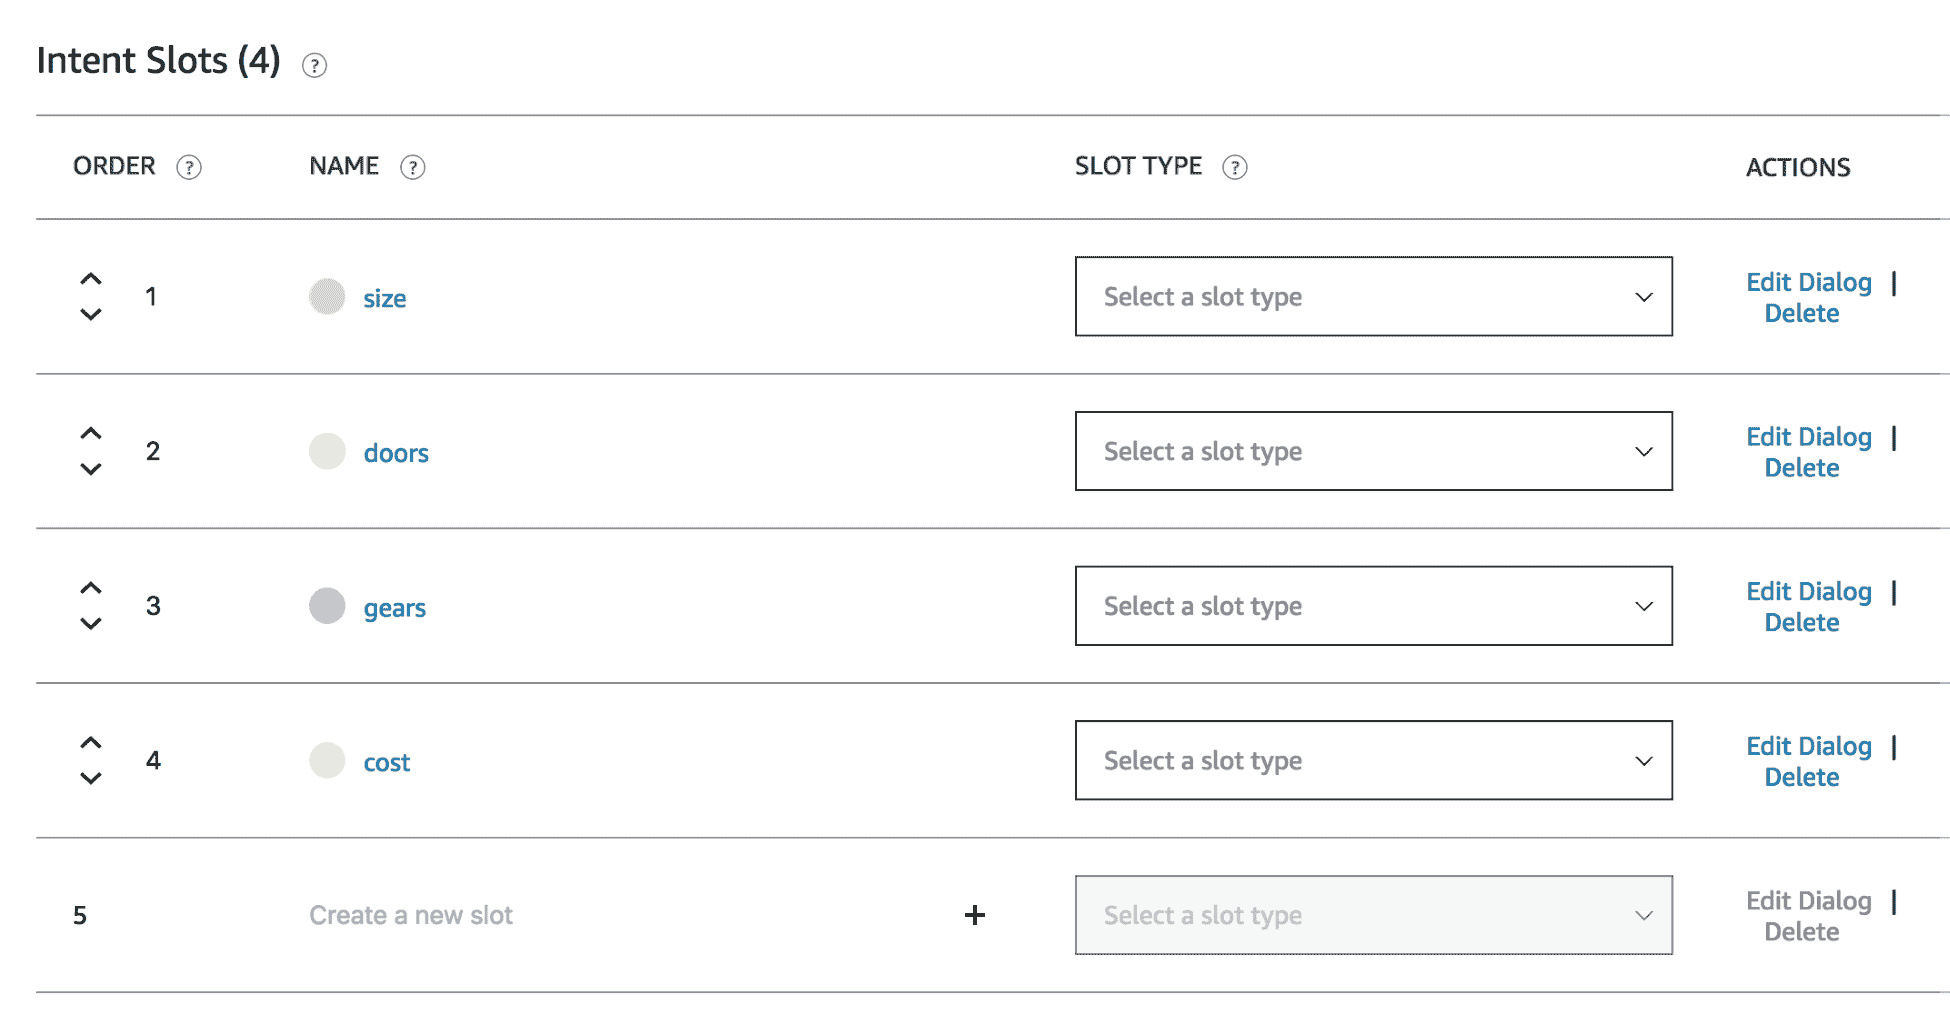 Intent Slots (4) ?
ORDER ? NAME ? SLOT TYPE ? ACTIONS
1 size Select a slot type Edit Dialog |
Delete
2 doors Select a slot type Edit Dialog |
Delete
3 gears Select a slot type Edit Dialog |
Delete
4 cost Select a slot type Edit Dialog |
Delete
5 Create a new slot + Select a slot type Edit Dialog |
Delete